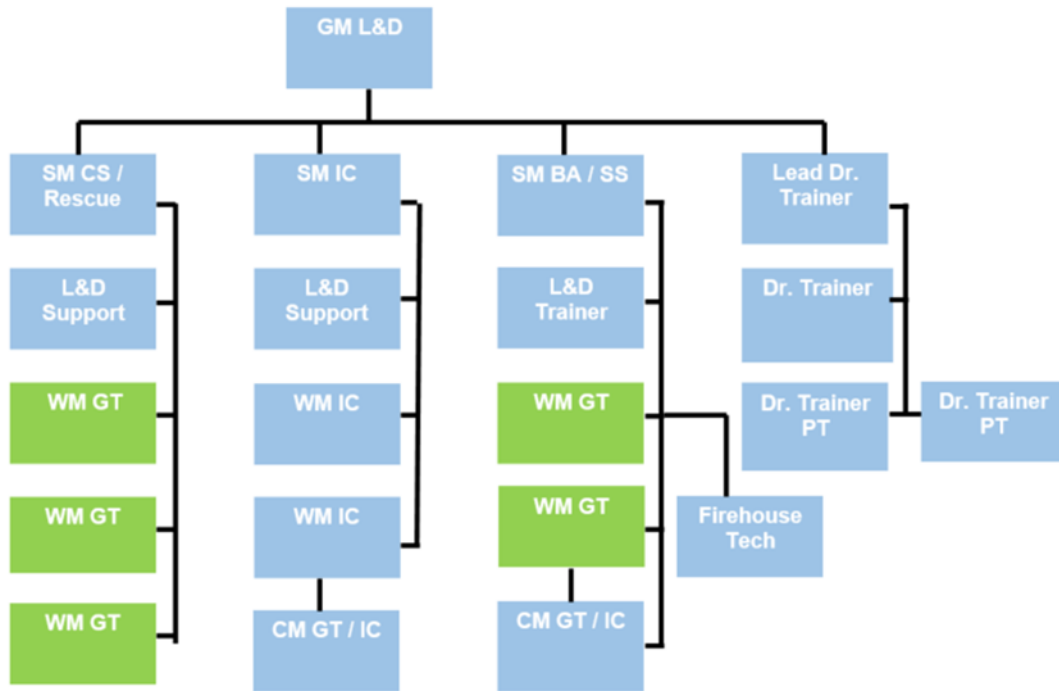 GM L&D
SM CS /
Rescue
SM IC
SM BA / SS
Lead Dr.
Trainer
L&D
Support
L&D
Support
L&D
Trainer
Dr. Trainer
WM GT
WM IC
WM GT
Dr. Trainer
PT
Dr. Trainer
PT
WM GT
WM IC
WM GT
Firehouse
Tech
WM GT
CM GT / IC
CM GT / IC